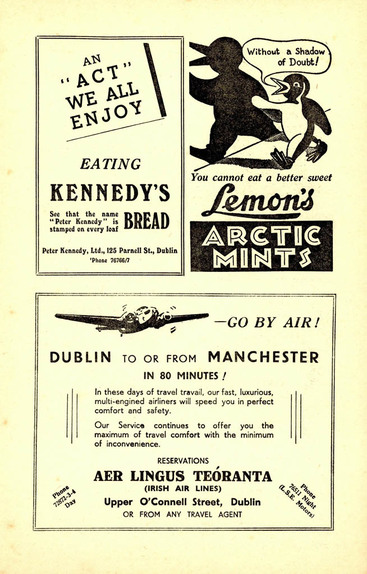 AN
"ACT"
WE ALL
ENJOY
EATING
KENNEDY'S
See that the name
"Peter Kennedy" is
stamped on every loaf
BREAD
Peter Kennedy, Ltd., 125 Parnell St., Dublin
'Phone 76766/7
Without a Shadow
of Doubt!
You cannot eat a better sweet
Lemon's
ARCTIC
MINTS
—GO BY AIR!
DUBLIN TO OR FROM MANCHESTER
IN 80 MINUTES!
In these days of travel travail, our fast, luxurious,
multi-engined airliners will speed you in perfect
comfort and safety.
Our Service continues to offer you the
maximum of travel comfort with the minimum
of inconvenience.
RESERVATIONS
AER LINGUS TEÓRANTA
(IRISH AIR LINES)
Upper O'Connell Street, Dublin
OR FROM ANY TRAVEL AGENT
Phone
72921-3-4
Day
Phone
76511 Night
(L.S.E. Motors)